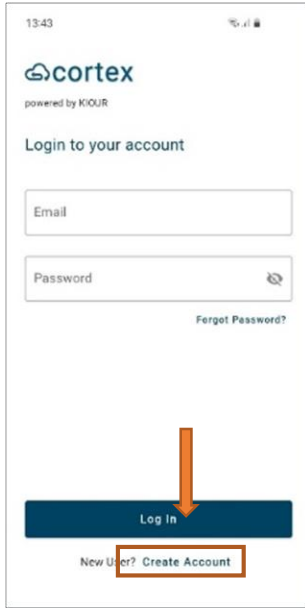 13:43
cortex
powered by KIOUR
Login to your account
Email
Password
Forgot Password?
Log In
New User? Create Account